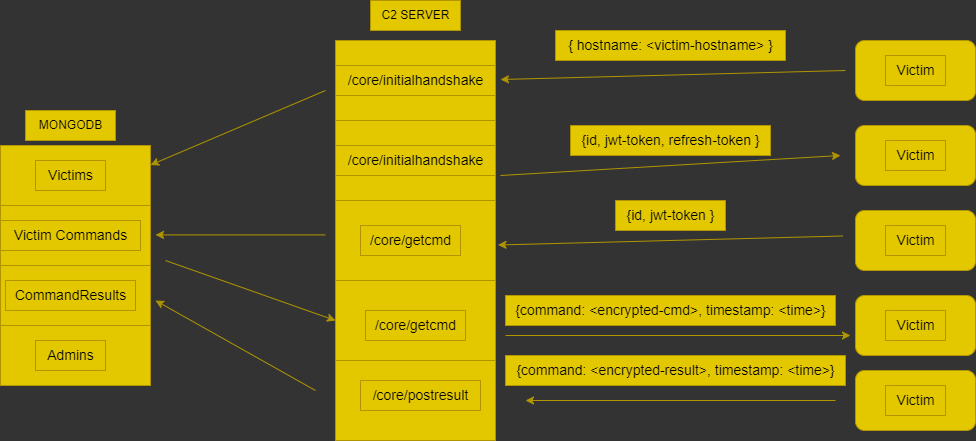 C2 SERVER
{ hostname: <victim-hostname> }
Victim
/core/initialhandshake
MONGODB
{id, jwt-token, refresh-token }
Victim
/core/initialhandshake
Victims
{id, jwt-token }
Victim
/core/getcmd
Victim Commands
CommandResults
{command: <encrypted-cmd>, timestamp: <time>}
Victim
/core/getcmd
Admins
{command: <encrypted-result>, timestamp: <time>}
/core/postresult
Victim